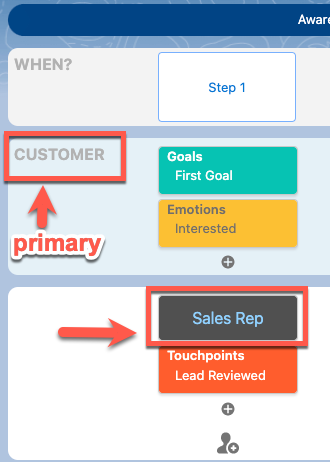 Aware
WHEN?
Step 1
CUSTOMER
Goals
First Goal
primary
Emotions
Interested
Sales Rep
Touchpoints
Lead Reviewed